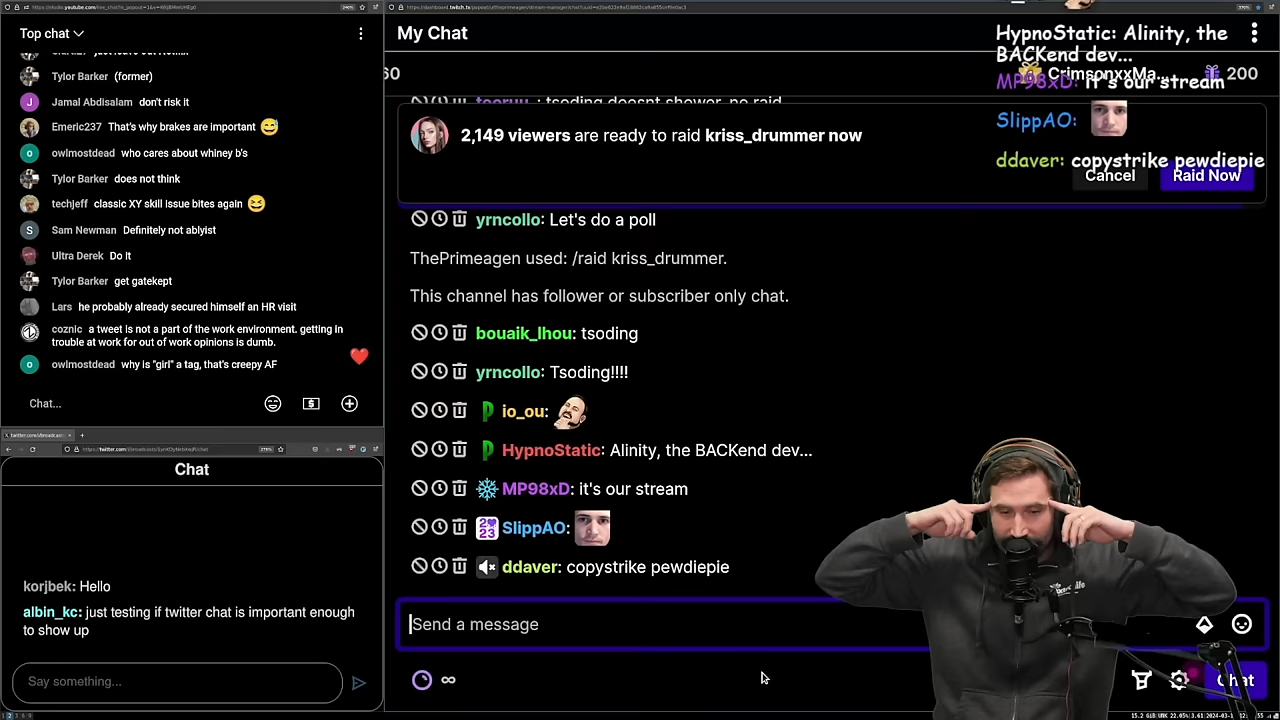 Top chat
Tylor Barker (former)
Jamal Abdisalam don't risk it
Emeric237 That's why brakes are important
owlmostdead who cares about whiney b's
Tylor Barker does not think
techjeff classic XY skill issue bites again
Sam Newman Definitely not ablyist
Ultra Derek Do it
Tylor Barker get gatekept
Lars he probably already secured himself an HR visit
coznic a tweet is not a part of the work environment. getting in
trouble at work for out of work opinions is dumb.
owlmostdead why is "girl" a tag, that's creepy AF
Chat...
Chat
korjbek: Hello
albin_kc: just testing if twitter chat is important enough
to show up
Say something...
My Chat
60
CrimsonxxMa...
200
tsoding doesnt shower, no raid
2,149 viewers are ready to raid kriss_drummer now
Cancel
Raid Now
yrncollo: Let's do a poll
ThePrimeagen used: /raid kriss_drummer.
This channel has follower or subscriber only chat.
bouaik_lhou: tsoding
yrncollo: Tsoding!!!!
io_ou:
HypnoStatic: Alinity, the BACKend dev...
MP98xD: it's our stream
SlippAO:
ddaver: copystrike pewdiepie
Send a message
Chat
HypnoStatic: Alinity, the
BACKend dev...
MP98xD: it's our stream
SlippAO:
ddaver: copystrike pewdiepie